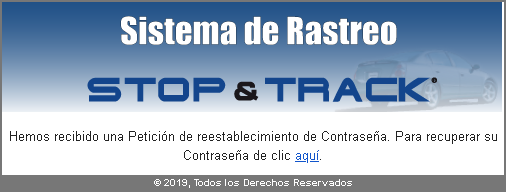 Sistema de Rastreo
STOP & TRACK®
Hemos recibido una Petición de reestablecimiento de Contraseña. Para recuperar su
Contraseña de clic aquí.
© 2019, Todos los Derechos Reservados